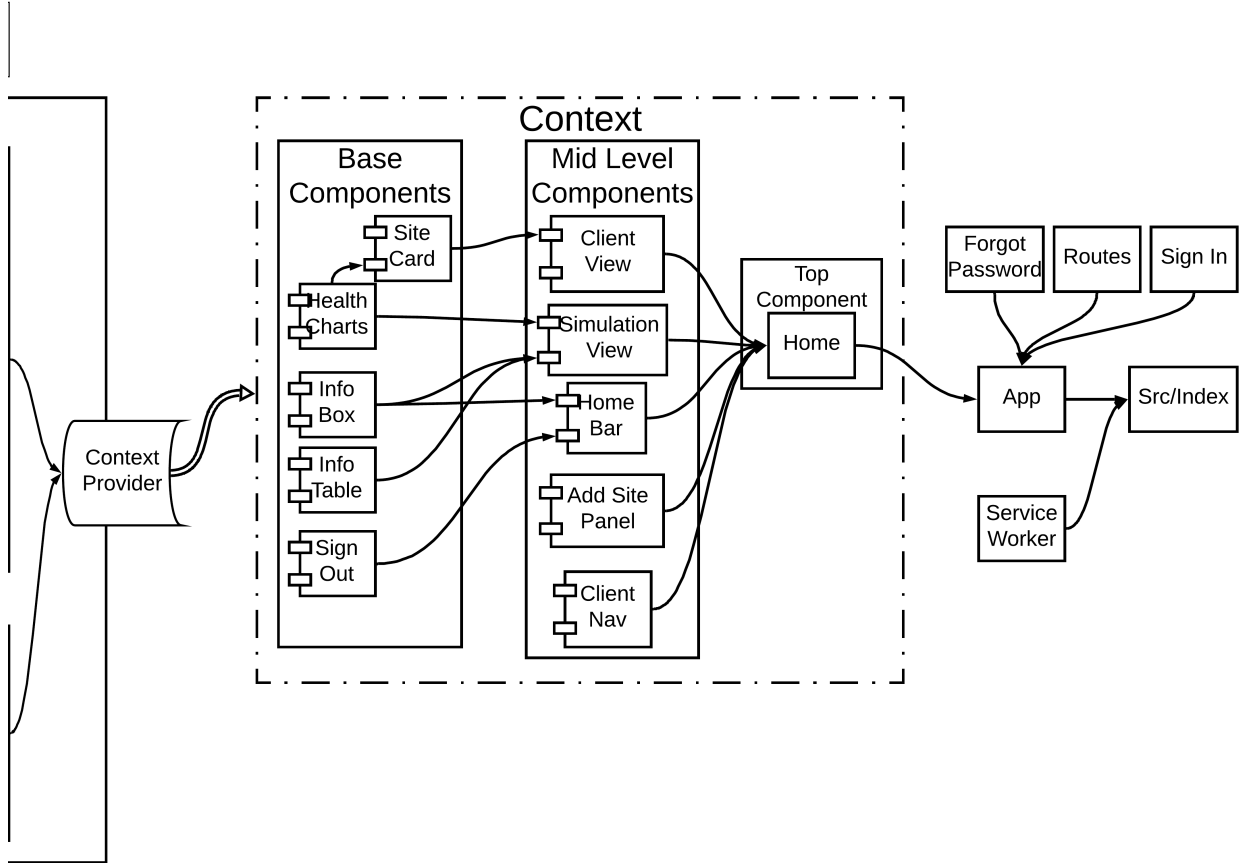 Context
Base
Components
Mid Level
Components
Site
Card
Health
Charts
Info
Box
Info
Table
Sign
Out
Client
View
Simulation
View
Home
Bar
Add Site
Panel
Client
Nav
Top
Component
Home
Context
Provider
Forgot
Password
Routes
Sign In
App
Src/Index
Service
Worker